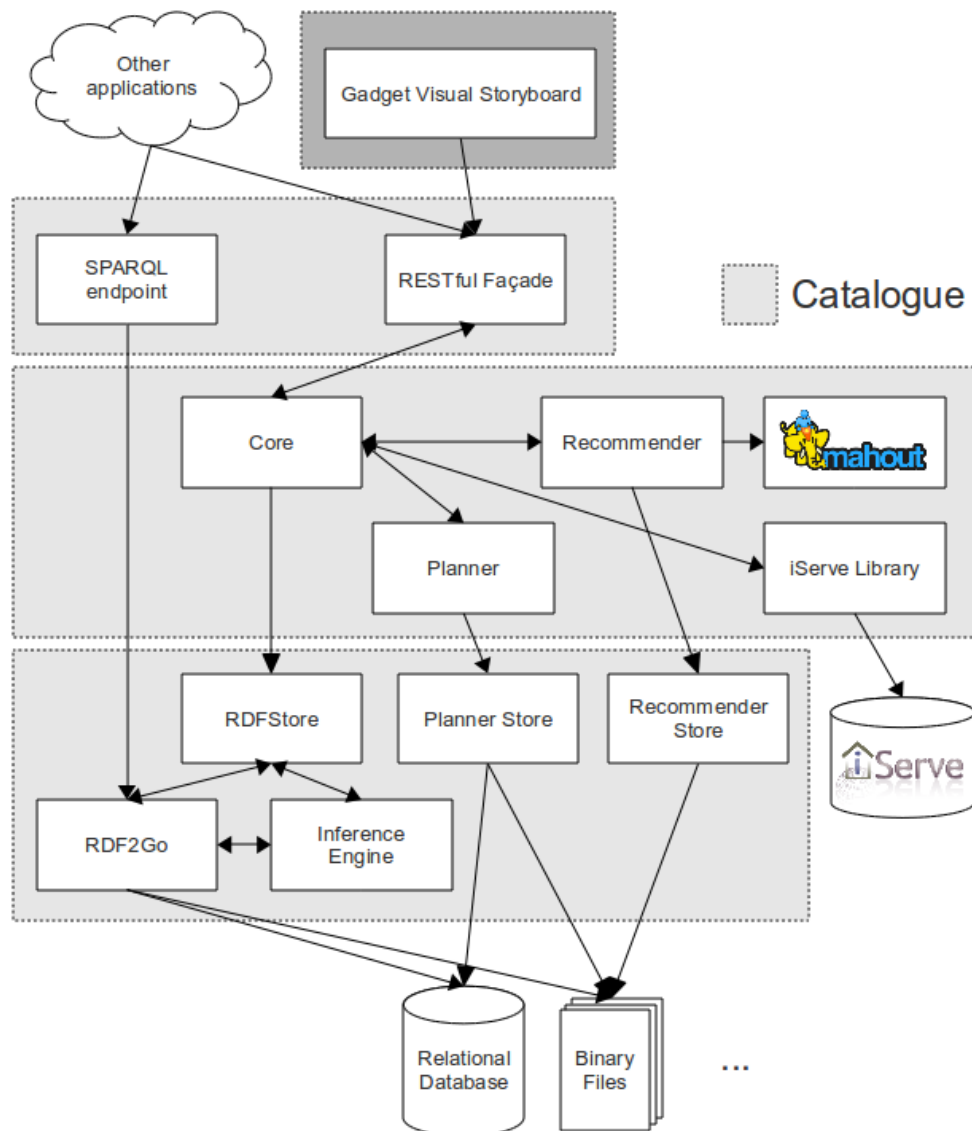 Other
applications
Gadget Visual Storyboard
SPARQL
endpoint
RESTful Façade
Catalogue
Core
Recommender
mahout
Planner
iServe Library
RDFStore
Planner Store
Recommender
Store
iServe
RDF2Go
Inference
Engine
Relational
Database
Binary
Files
...